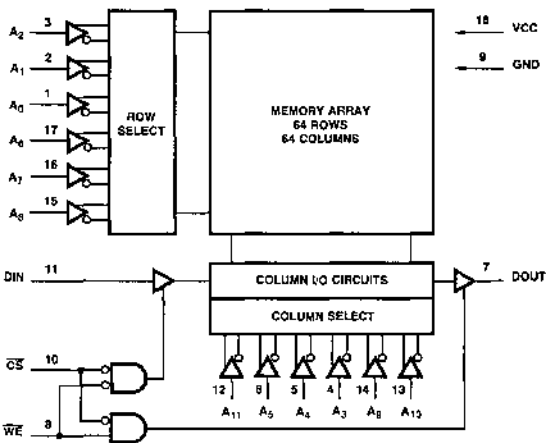 A₂ 3
A₁ 2
A₀ 1
A₆ 17
A₇ 16
A₈ 15
ROW
SELECT
MEMORY ARRAY
64 ROWS
64 COLUMNS
18 VCC
9 GND
DIN 11
COLUMN I/O CIRCUITS
7 DOUT
COLUMN SELECT
C̅S̅ 10
W̅E̅ 8
12 6 5 4 14 13
A₁₁ A₅ A₄ A₃ A₉ A₁₀